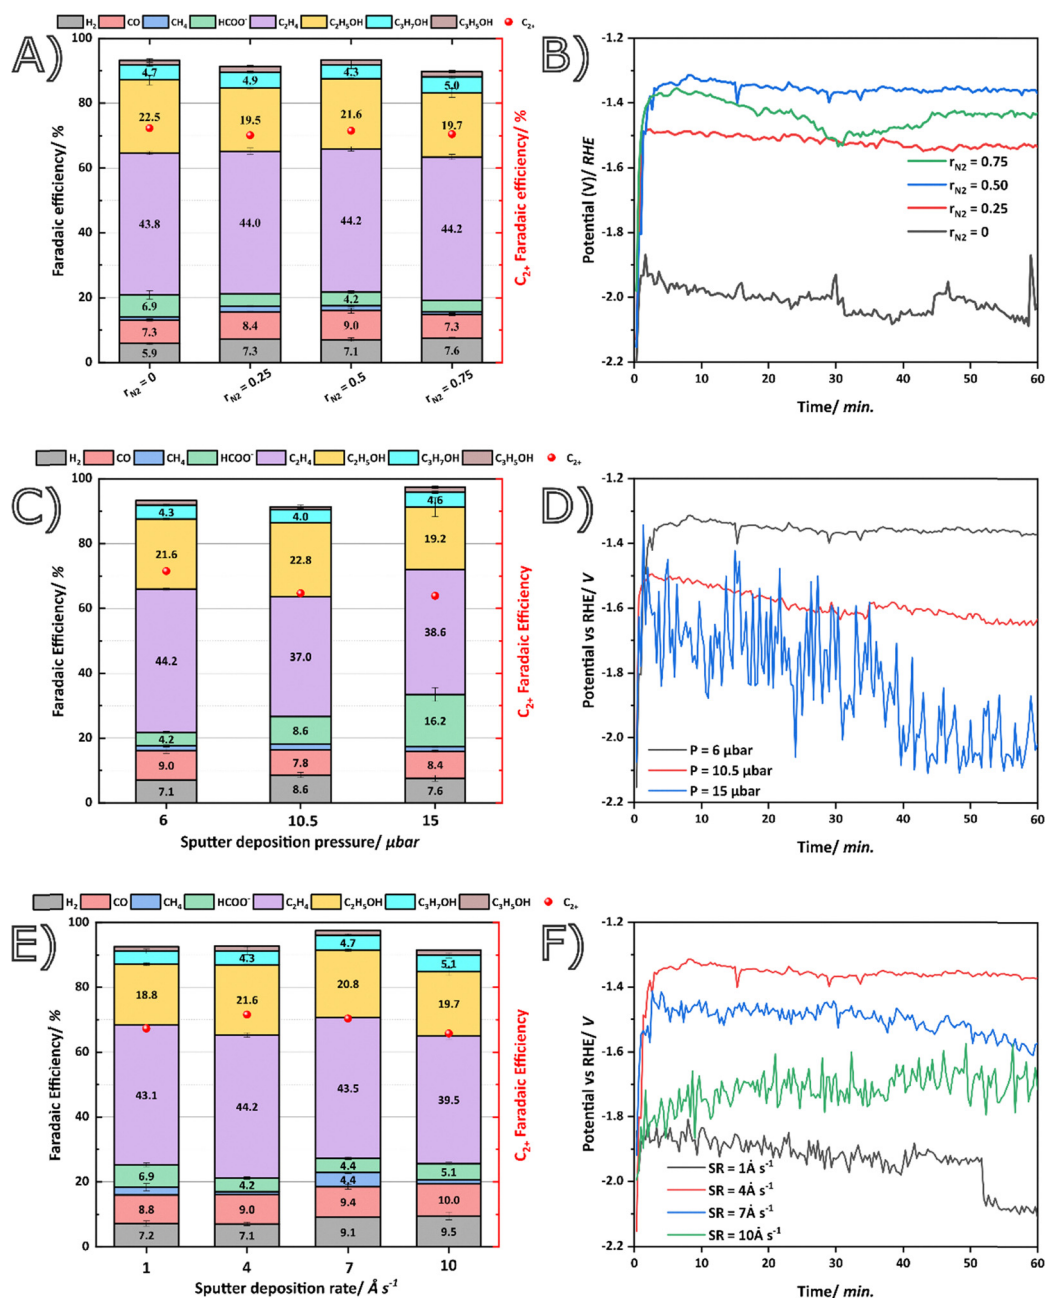 H₂ CO CH₄ HCOO⁻ C₂H₄ C₂H₅OH C₃H₇OH C₃H₅OH C₂₊
A)
Faradaic efficiency/ %
100
80
60
40
20
0
4.7 4.9 4.3 5.0
22.5 19.5 21.6 19.7
43.8 44.0 44.2 44.2
6.9 4.2
7.3 8.4 9.0 7.3
5.9 7.3 7.1 7.6
r_N2 = 0 r_N2 = 0.25 r_N2 = 0.5 r_N2 = 0.75
C₂₊ Faradaic efficiency/ %
B)
Potential (V)/ RHE
-1.2
-1.4
-1.6
-1.8
-2.0
-2.2
r_N2 = 0.75
r_N2 = 0.50
r_N2 = 0.25
r_N2 = 0
0 10 20 30 40 50 60
Time/ min.
H₂ CO CH₄ HCOO⁻ C₂H₄ C₂H₅OH C₃H₇OH C₃H₅OH C₂₊
C)
Faradaic Efficiency/ %
100
80
60
40
20
0
4.3 4.0 4.6
21.6 22.8 19.2
44.2 37.0 38.6
4.2 8.6 16.2
9.0 7.8 8.4
7.1 8.6 7.6
6 10.5 15
Sputter deposition pressure/ µbar
C₂₊ Faradaic Efficiency
D)
Potential vs RHE/ V
-1.2
-1.4
-1.6
-1.8
-2.0
-2.2
P = 6 µbar
P = 10.5 µbar
P = 15 µbar
0 10 20 30 40 50 60
Time/ min.
H₂ CO CH₄ HCOO⁻ C₂H₄ C₂H₅OH C₃H₇OH C₃H₅OH C₂₊
E)
Faradaic Efficiency/ %
100
80
60
40
20
0
4.3 4.7 5.1
18.8 21.6 20.8 19.7
43.1 44.2 43.5 39.5
6.9 4.2 4.4 5.1
4.4
8.8 9.0 9.4 10.0
7.2 7.1 9.1 9.5
1 4 7 10
Sputter deposition rate/ Å s⁻¹
C₂₊ Faradaic Efficiency
F)
Potential vs RHE/ V
-1.2
-1.4
-1.6
-1.8
-2.0
-2.2
SR = 1Å s⁻¹
SR = 4Å s⁻¹
SR = 7Å s⁻¹
SR = 10Å s⁻¹
0 10 20 30 40 50 60
Time/ min.